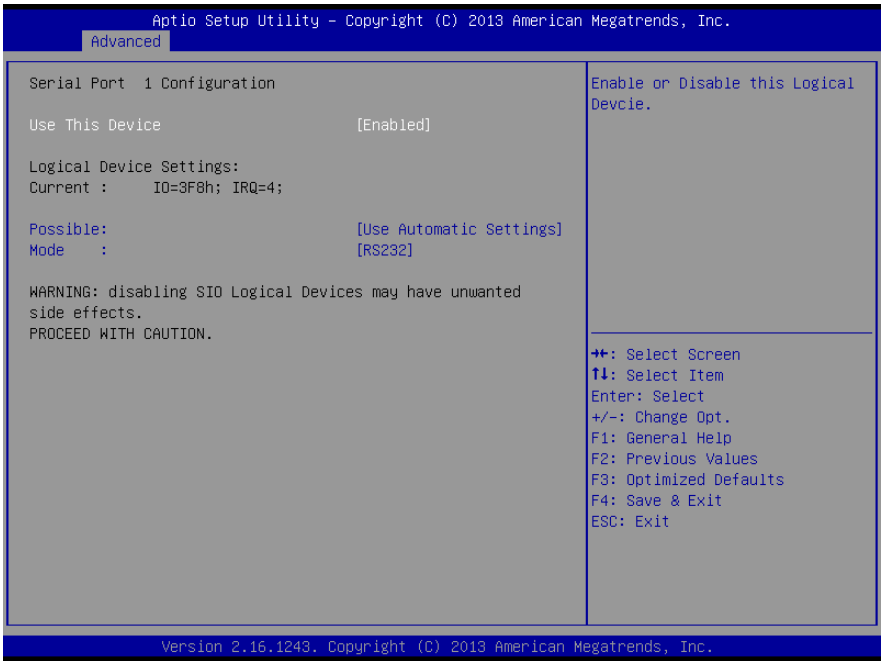 Aptio Setup Utility – Copyright (C) 2013 American Megatrends, Inc.
Advanced
Serial Port 1 Configuration
Use This Device [Enabled]
Logical Device Settings:
Current : IO=3F8h; IRQ=4;
Possible: [Use Automatic Settings]
Mode : [RS232]
WARNING: disabling SIO Logical Devices may have unwanted
side effects.
PROCEED WITH CAUTION.
Enable or Disable this Logical
Devcie.
→←: Select Screen
↑↓: Select Item
Enter: Select
+/-: Change Opt.
F1: General Help
F2: Previous Values
F3: Optimized Defaults
F4: Save & Exit
ESC: Exit
Version 2.16.1243. Copyright (C) 2013 American Megatrends, Inc.